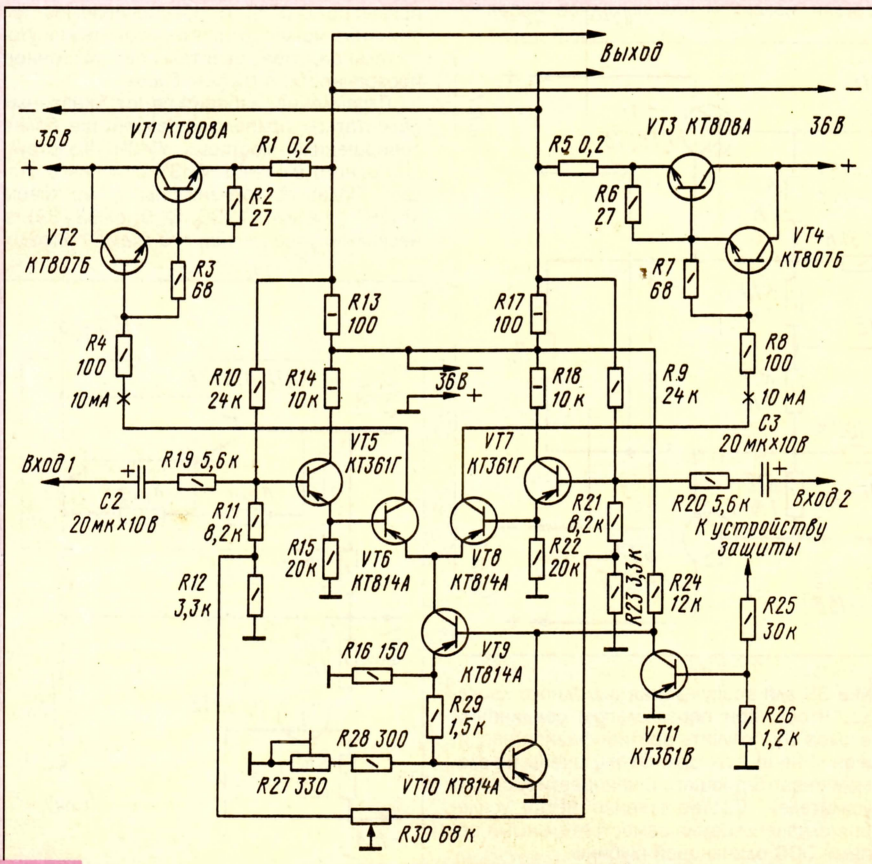 Выход
-
-
36В
VT1 КТ808А
R1 0,2
R5 0,2
VT3 КТ808А
36В
+
+
R2
27
R6
27
VT2
КТ807Б
R3
68
R7
68
VT4
КТ807Б
R13
100
R17
100
R4
100
R8
100
R10
24к
R14
10к
36В
-
+
R18
10к
R9
24к
10мА
10мА
C3
20мк×10В
VT5
КТ361Г
VT7
КТ361Г
Вход 1
+
R19 5,6к
C2
20мк×10В
R11
8,2к
R21
8,2к
R20 5,6к
+
Вход 2
К устройству
защиты
R15
20к
VT6
КТ814А
VT8
КТ814А
R22
20к
R12
3,3к
R23 3,3к
R24
12к
R25
30к
R16 150
VT9
КТ814А
R29
1,5к
R26
1,2к
VT11
КТ361В
R28 300
R27 330
VT10 КТ814А
R30 68к